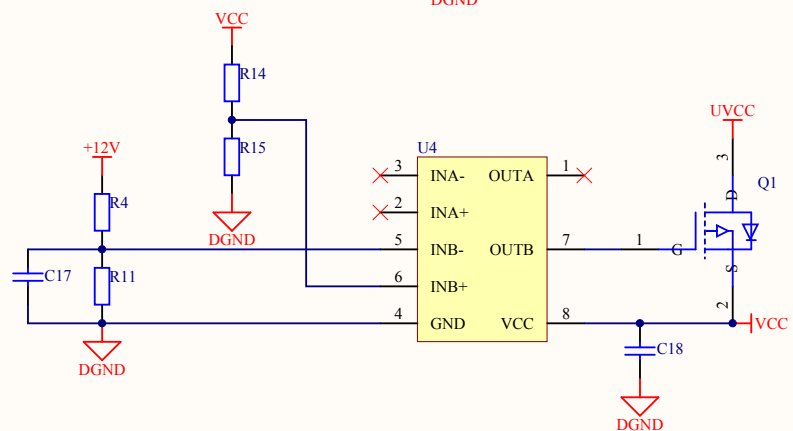 DGND
VCC
R14
R15
DGND
+12V
R4
R11
C17
DGND
U4
3 INA- OUTA 1
2 INA+
5 INB- OUTB 7
6 INB+
4 GND VCC 8
UVCC
3
D
Q1
1 G
S
2
VCC
C18
DGND